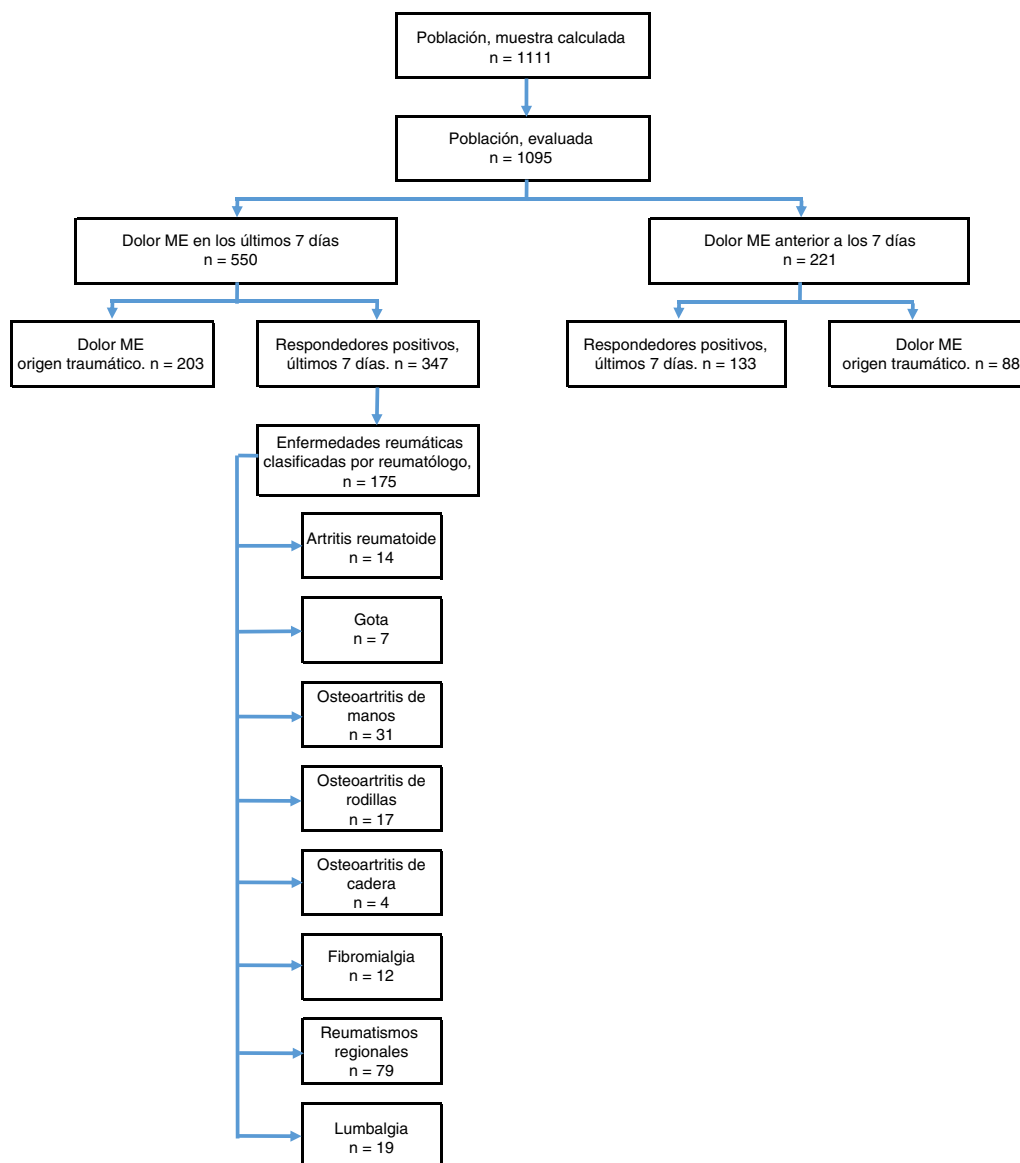 Población, muestra calculada
n = 1111
Población, evaluada
n = 1095
Dolor ME en los últimos 7 días
n = 550
Dolor ME anterior a los 7 días
n = 221
Dolor ME
origen traumático. n = 203
Respondedores positivos,
últimos 7 días. n = 347
Respondedores positivos,
últimos 7 días. n = 133
Dolor ME
origen traumático. n = 88
Enfermedades reumáticas
clasificadas por reumatólogo,
n = 175
Artritis reumatoide
n = 14
Gota
n = 7
Osteoartritis de
manos
n = 31
Osteoartritis de
rodillas
n = 17
Osteoartritis de
cadera
n = 4
Fibromialgia
n = 12
Reumatismos
regionales
n = 79
Lumbalgia
n = 19